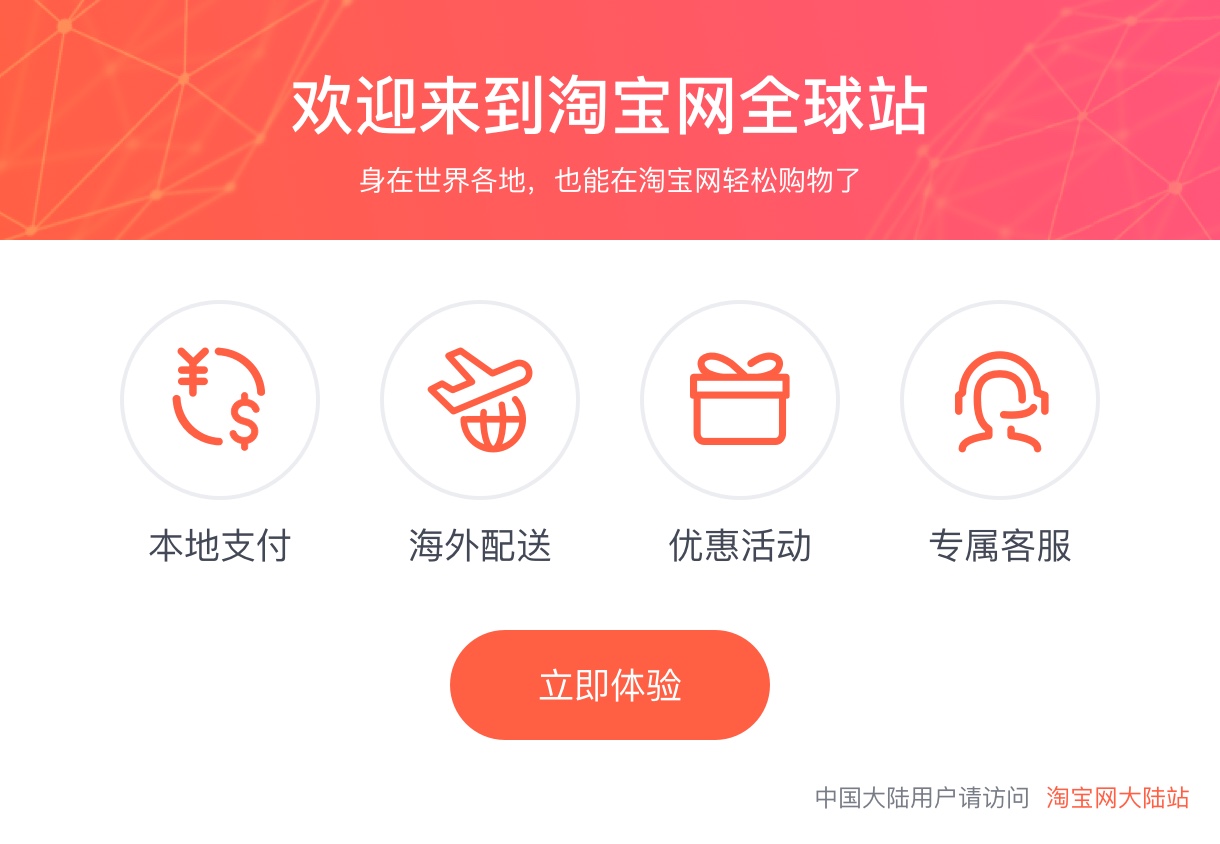 欢迎来到淘宝网全球站
身在世界各地，也能在淘宝网轻松购物了
¥
$
本地支付 海外配送 优惠活动 专属客服
立即体验
中国大陆用户请访问 淘宝网大陆站